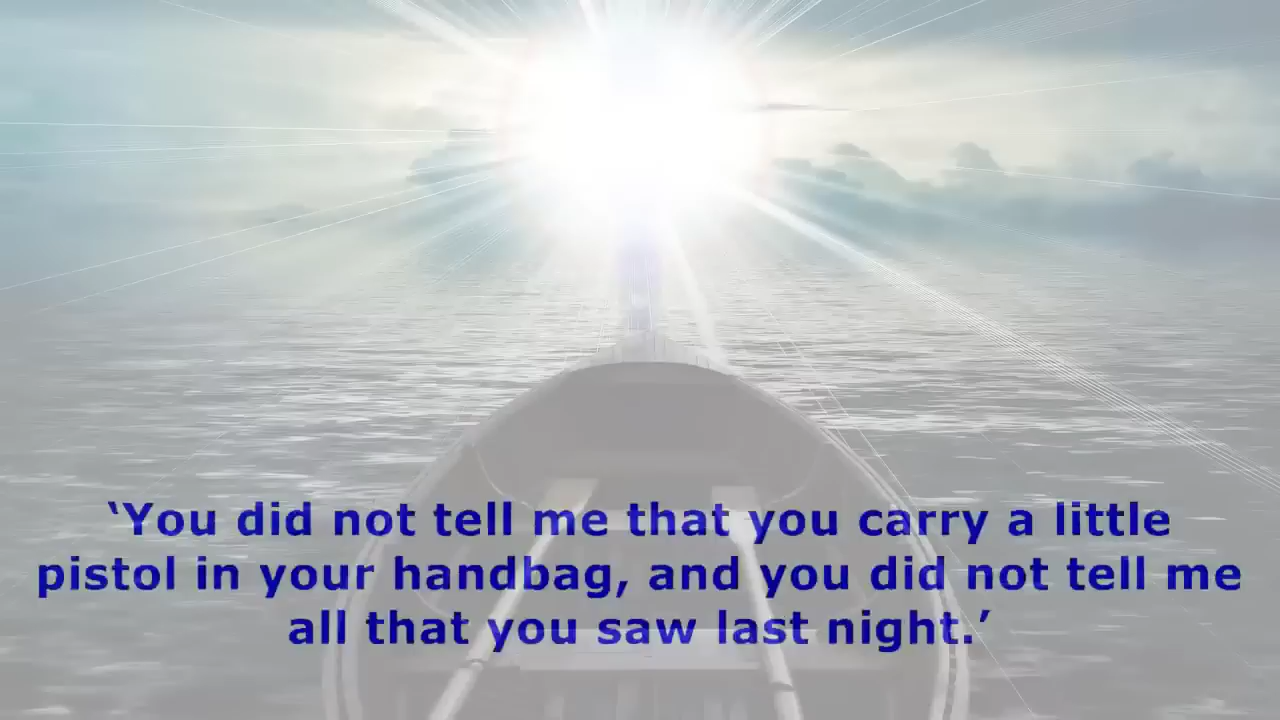 ‘You did not tell me that you carry a little
pistol in your handbag, and you did not tell me
all that you saw last night.’